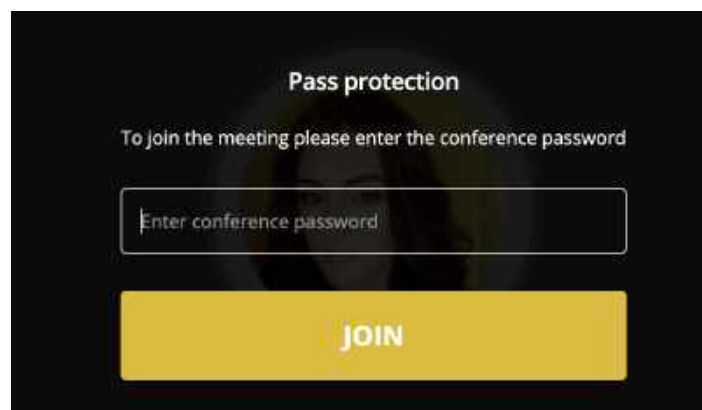 Pass protection
To join the meeting please enter the conference password
Enter conference password
JOIN